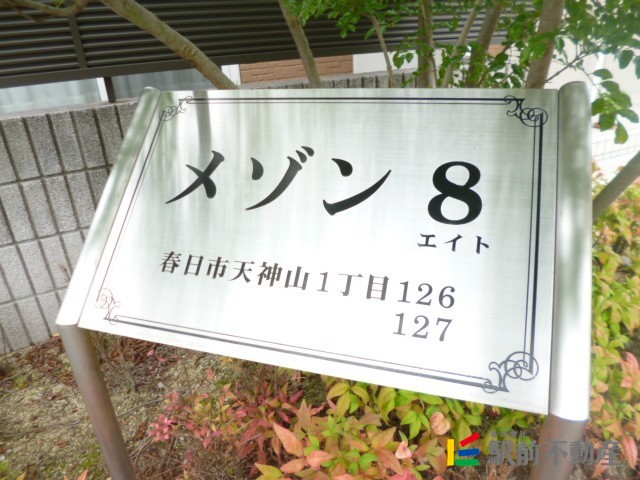 メゾン 8
エイト
春日市天神山1丁目126
127
駅前不動産